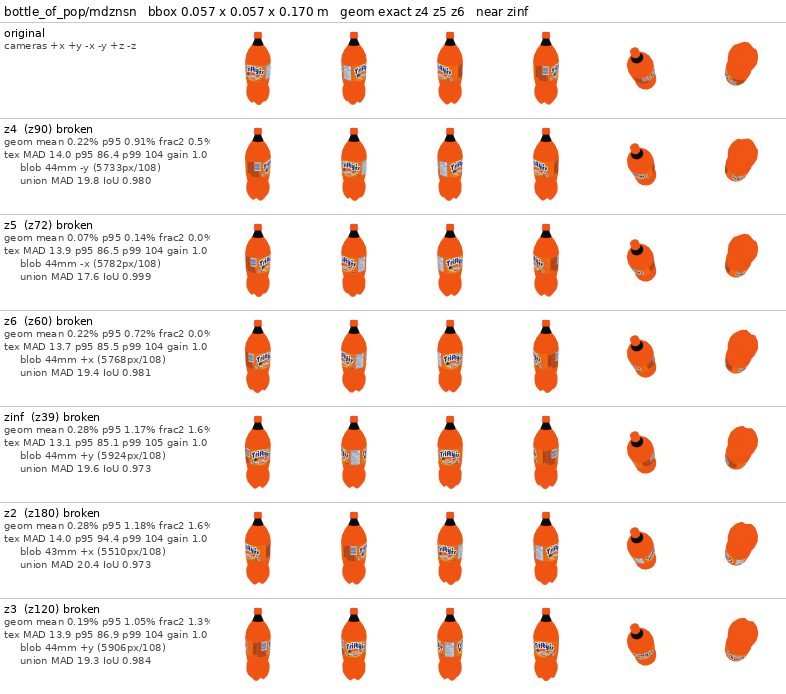 bottle_of_pop/mdznsn   bbox 0.057 x 0.057 x 0.170 m   geom exact z4 z5 z6   near zinf
original
cameras +x +y -x -y +z -z
z4  (z90) broken
geom mean 0.22% p95 0.91% frac2 0.5%
tex MAD 14.0 p95 86.4 p99 104 gain 1.0
blob 44mm -y (5733px/108)
union MAD 19.8 IoU 0.980
z5  (z72) broken
geom mean 0.07% p95 0.14% frac2 0.0%
tex MAD 13.9 p95 86.5 p99 104 gain 1.0
blob 44mm -x (5782px/108)
union MAD 17.6 IoU 0.999
z6  (z60) broken
geom mean 0.22% p95 0.72% frac2 0.0%
tex MAD 13.7 p95 85.5 p99 104 gain 1.0
blob 44mm +x (5768px/108)
union MAD 19.4 IoU 0.981
zinf  (z39) broken
geom mean 0.28% p95 1.17% frac2 1.6%
tex MAD 13.1 p95 85.1 p99 105 gain 1.0
blob 44mm +y (5924px/108)
union MAD 19.6 IoU 0.973
z2  (z180) broken
geom mean 0.28% p95 1.18% frac2 1.6%
tex MAD 14.0 p95 94.4 p99 104 gain 1.0
blob 43mm +x (5510px/108)
union MAD 20.4 IoU 0.973
z3  (z120) broken
geom mean 0.19% p95 1.05% frac2 1.3%
tex MAD 13.9 p95 86.9 p99 104 gain 1.0
blob 44mm +y (5906px/108)
union MAD 19.3 IoU 0.984